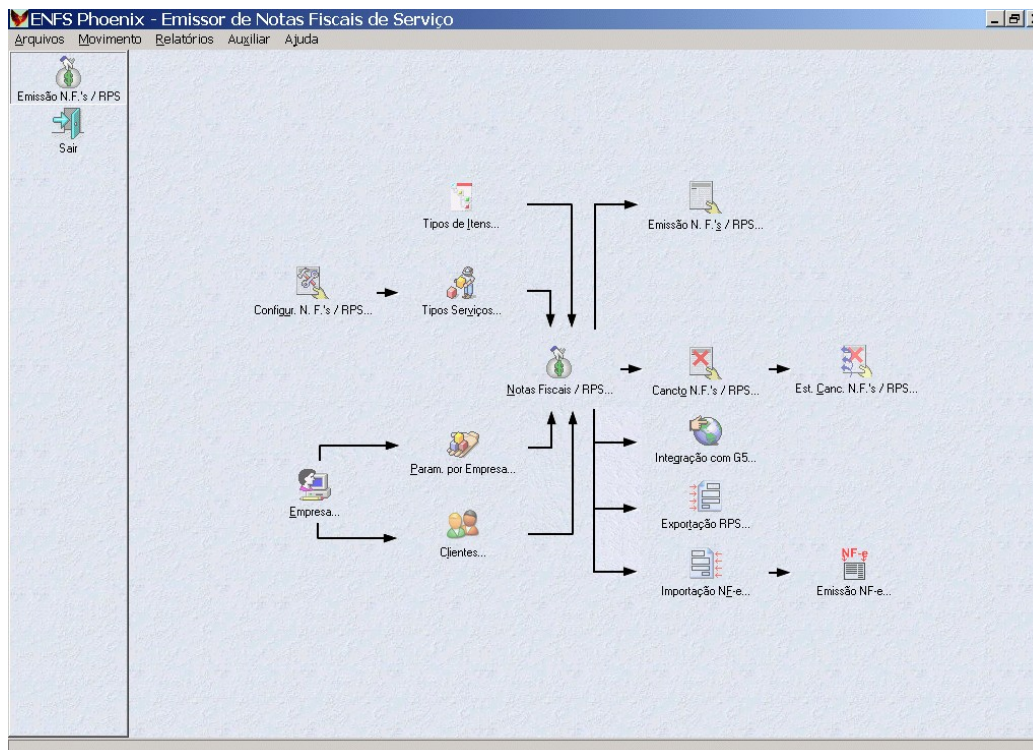 ENFS Phoenix - Emissor de Notas Fiscais de Serviço
Arquivos Movimento Relatórios Auxiliar Ajuda
Emissão N.F.'s / RPS
Sair
Tipos de Itens...
Emissão N. F.'s / RPS...
Configur. N. F.'s / RPS...
Tipos Serviços...
Notas Fiscais / RPS...
Cancto N.F.'s / RPS...
Est. Canc. N.F.'s / RPS...
Param. por Empresa...
Integração com G5...
Empresa...
Exportação RPS...
Clientes...
NF-e
Importação NF-e...
Emissão NF-e...